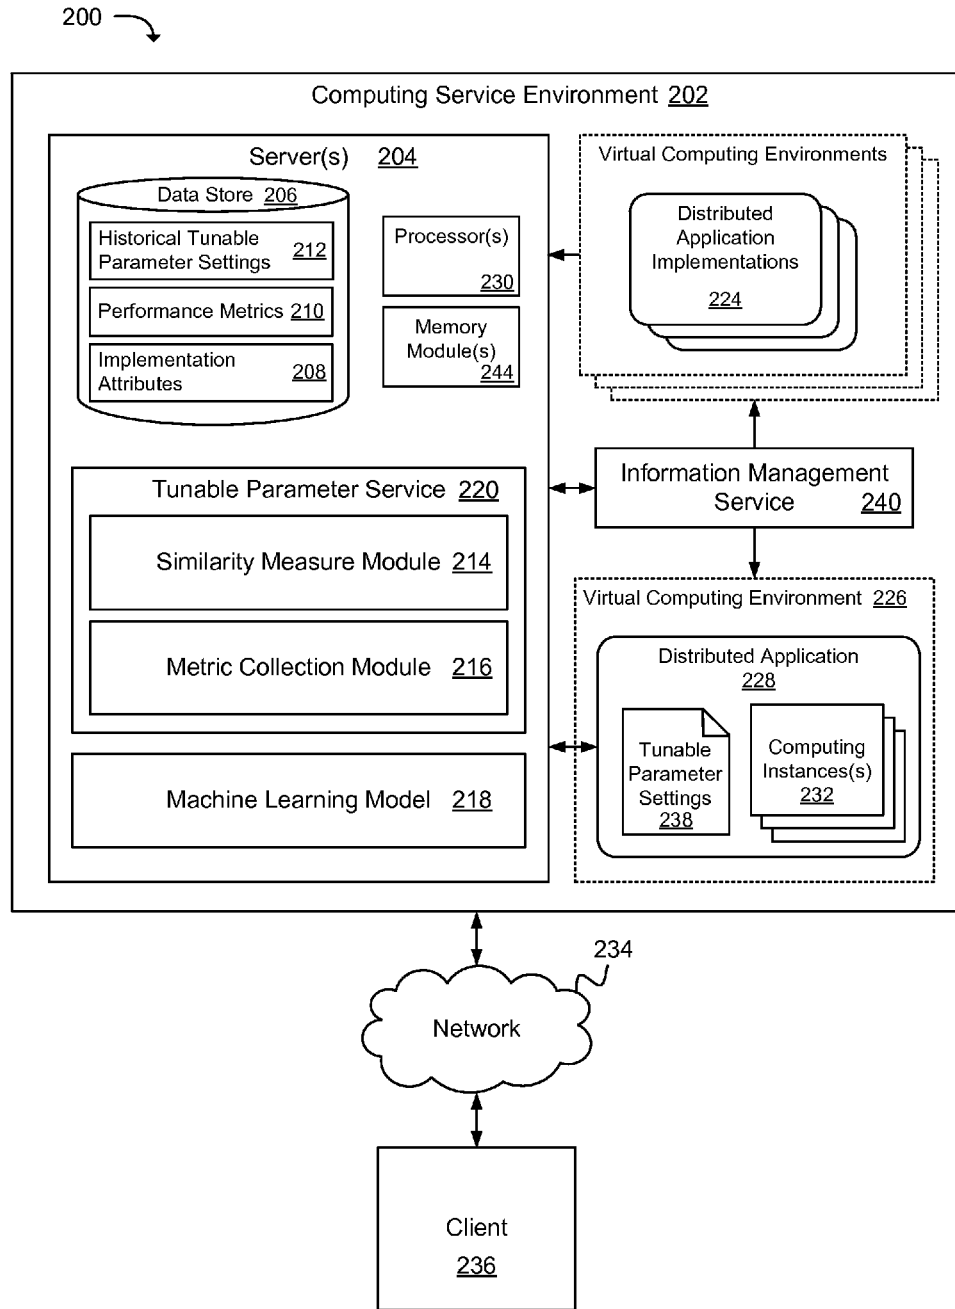 200
Computing Service Environment 202
Server(s) 204
Data Store 206
Historical Tunable
Parameter Settings 212
Performance Metrics 210
Implementation
Attributes 208
Processor(s)
230
Memory
Module(s)
244
Virtual Computing Environments
Distributed
Application
Implementations
224
Information Management
Service 240
Tunable Parameter Service 220
Similarity Measure Module 214
Metric Collection Module 216
Machine Learning Model 218
Virtual Computing Environment 226
Distributed Application
228
Tunable
Parameter
Settings
238
Computing
Instances(s)
232
234
Network
Client
236